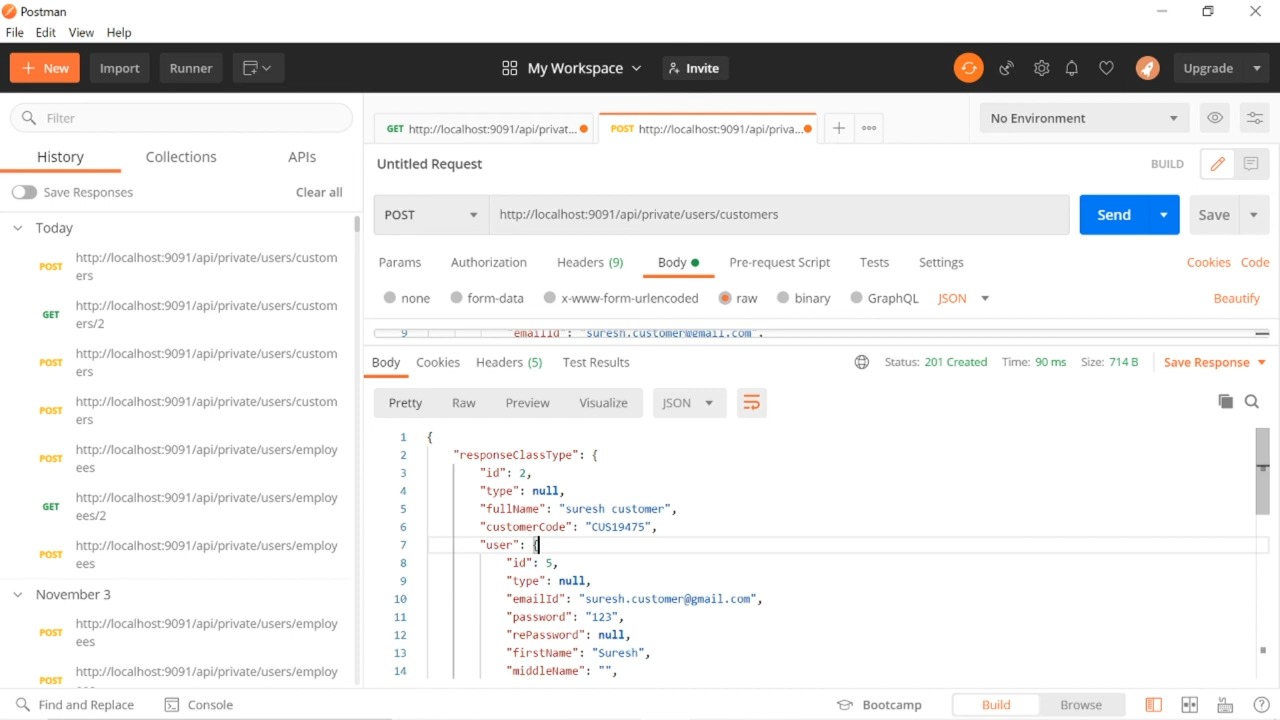 Postman
File Edit View Help
New Import Runner My Workspace Invite Upgrade
Filter
History Collections APIs
Save Responses Clear all
Today
POST http://localhost:9091/api/private/users/custom
ers
GET http://localhost:9091/api/private/users/custom
ers/2
POST http://localhost:9091/api/private/users/custom
ers
POST http://localhost:9091/api/private/users/custom
ers
POST http://localhost:9091/api/private/users/employ
ees
GET http://localhost:9091/api/private/users/employ
ees/2
POST http://localhost:9091/api/private/users/employ
ees
November 3
POST http://localhost:9091/api/private/users/employ
ees
POST http://localhost:9091/api/private/users/employ
GET http://localhost:9091/api/privat... POST http://localhost:9091/api/priva... No Environment
Untitled Request BUILD
POST http://localhost:9091/api/private/users/customers Send Save
Params Authorization Headers (9) Body Pre-request Script Tests Settings Cookies Code
none form-data x-www-form-urlencoded raw binary GraphQL JSON Beautify
9 "emailId": "suresh.customer@gmail.com",
Body Cookies Headers (5) Test Results Status: 201 Created Time: 90 ms Size: 714 B Save Response
Pretty Raw Preview Visualize JSON
1 {
2 "responseClassType": {
3 "id": 2,
4 "type": null,
5 "fullName": "suresh customer",
6 "customerCode": "CUS19475",
7 "user": {
8 "id": 5,
9 "type": null,
10 "emailId": "suresh.customer@gmail.com",
11 "password": "123",
12 "rePassword": null,
13 "firstName": "Suresh",
14 "middleName": "",
Find and Replace Console Bootcamp Build Browse